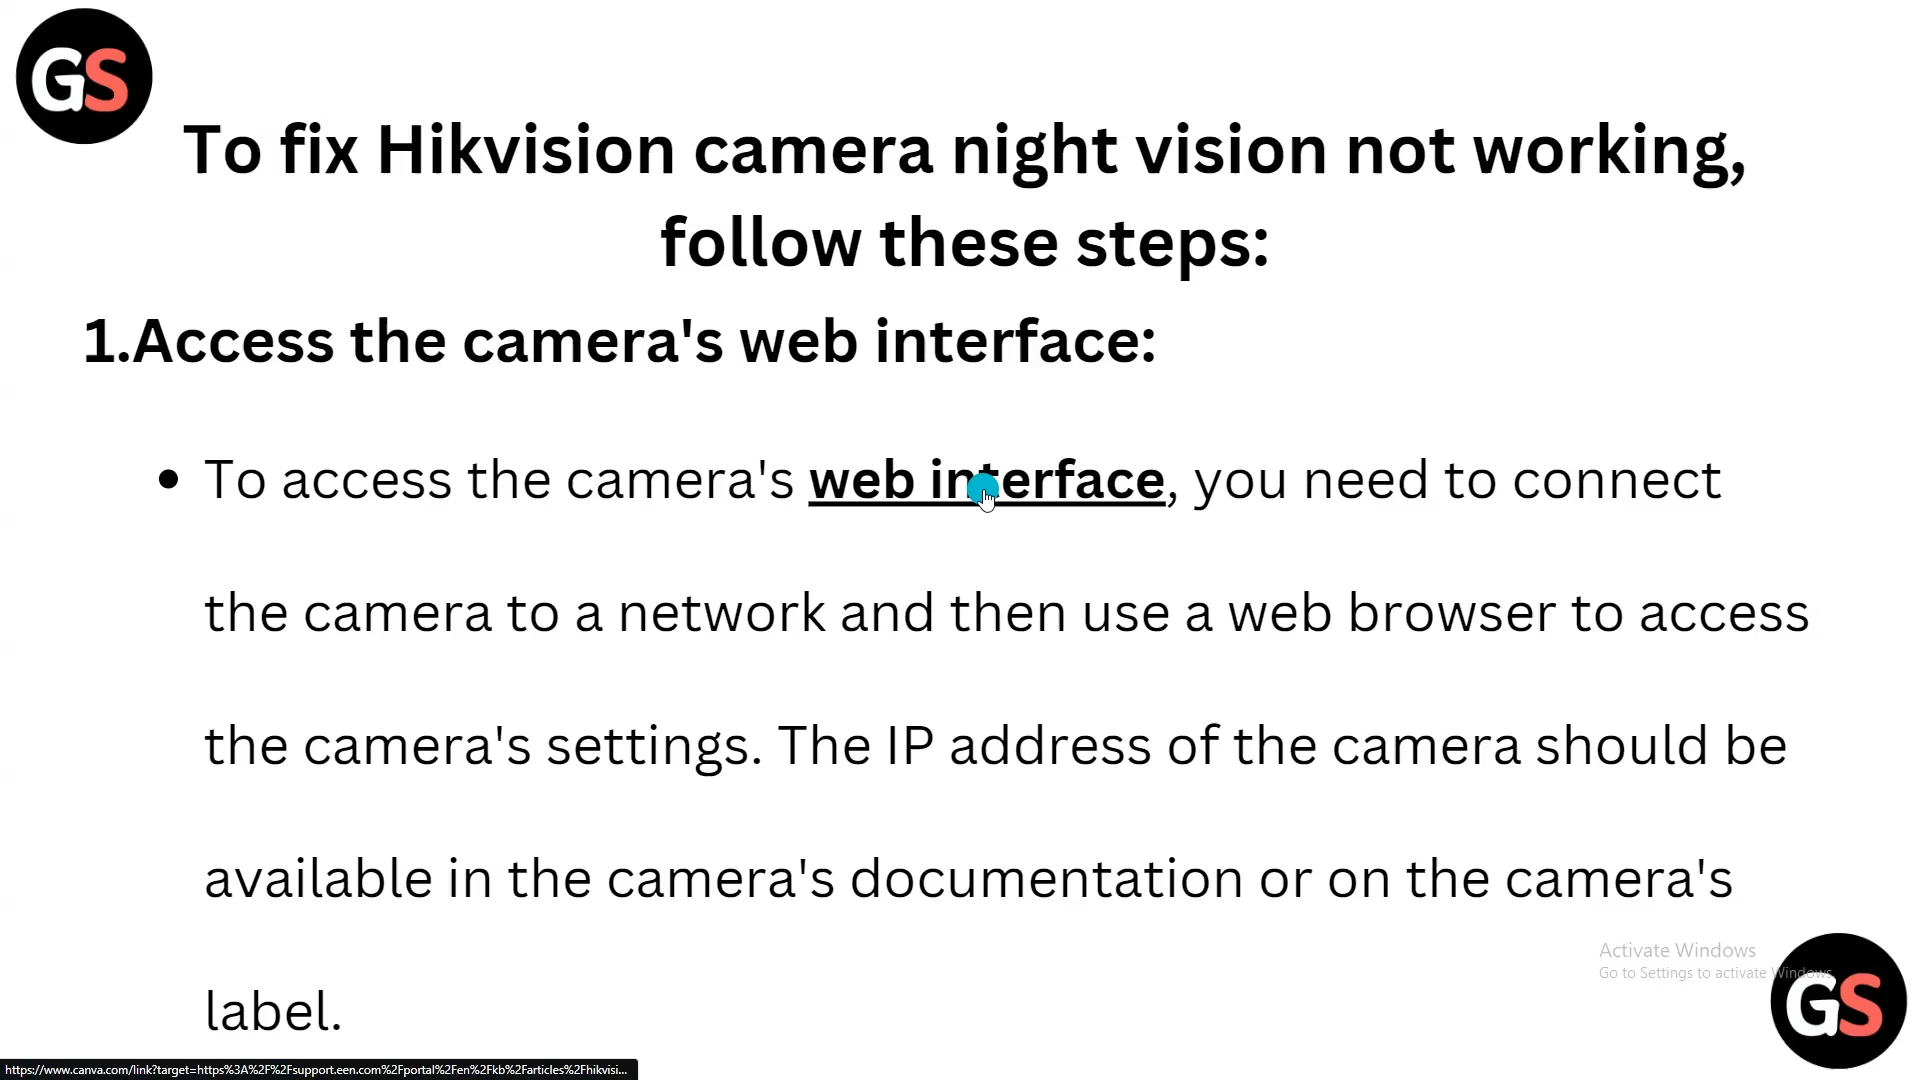 GS
To fix Hikvision camera night vision not working,
follow these steps:
1.Access the camera's web interface:
• To access the camera's web interface, you need to connect
the camera to a network and then use a web browser to access
the camera's settings. The IP address of the camera should be
available in the camera's documentation or on the camera's
label.
Activate Windows
Go to Settings to activate Windows.
GS
https://www.canva.com/link?target=https%3A%2F%2Fsupport.een.com%2Fportal%2Fen%2Fkb%2Farticles%2Fhikvisi...